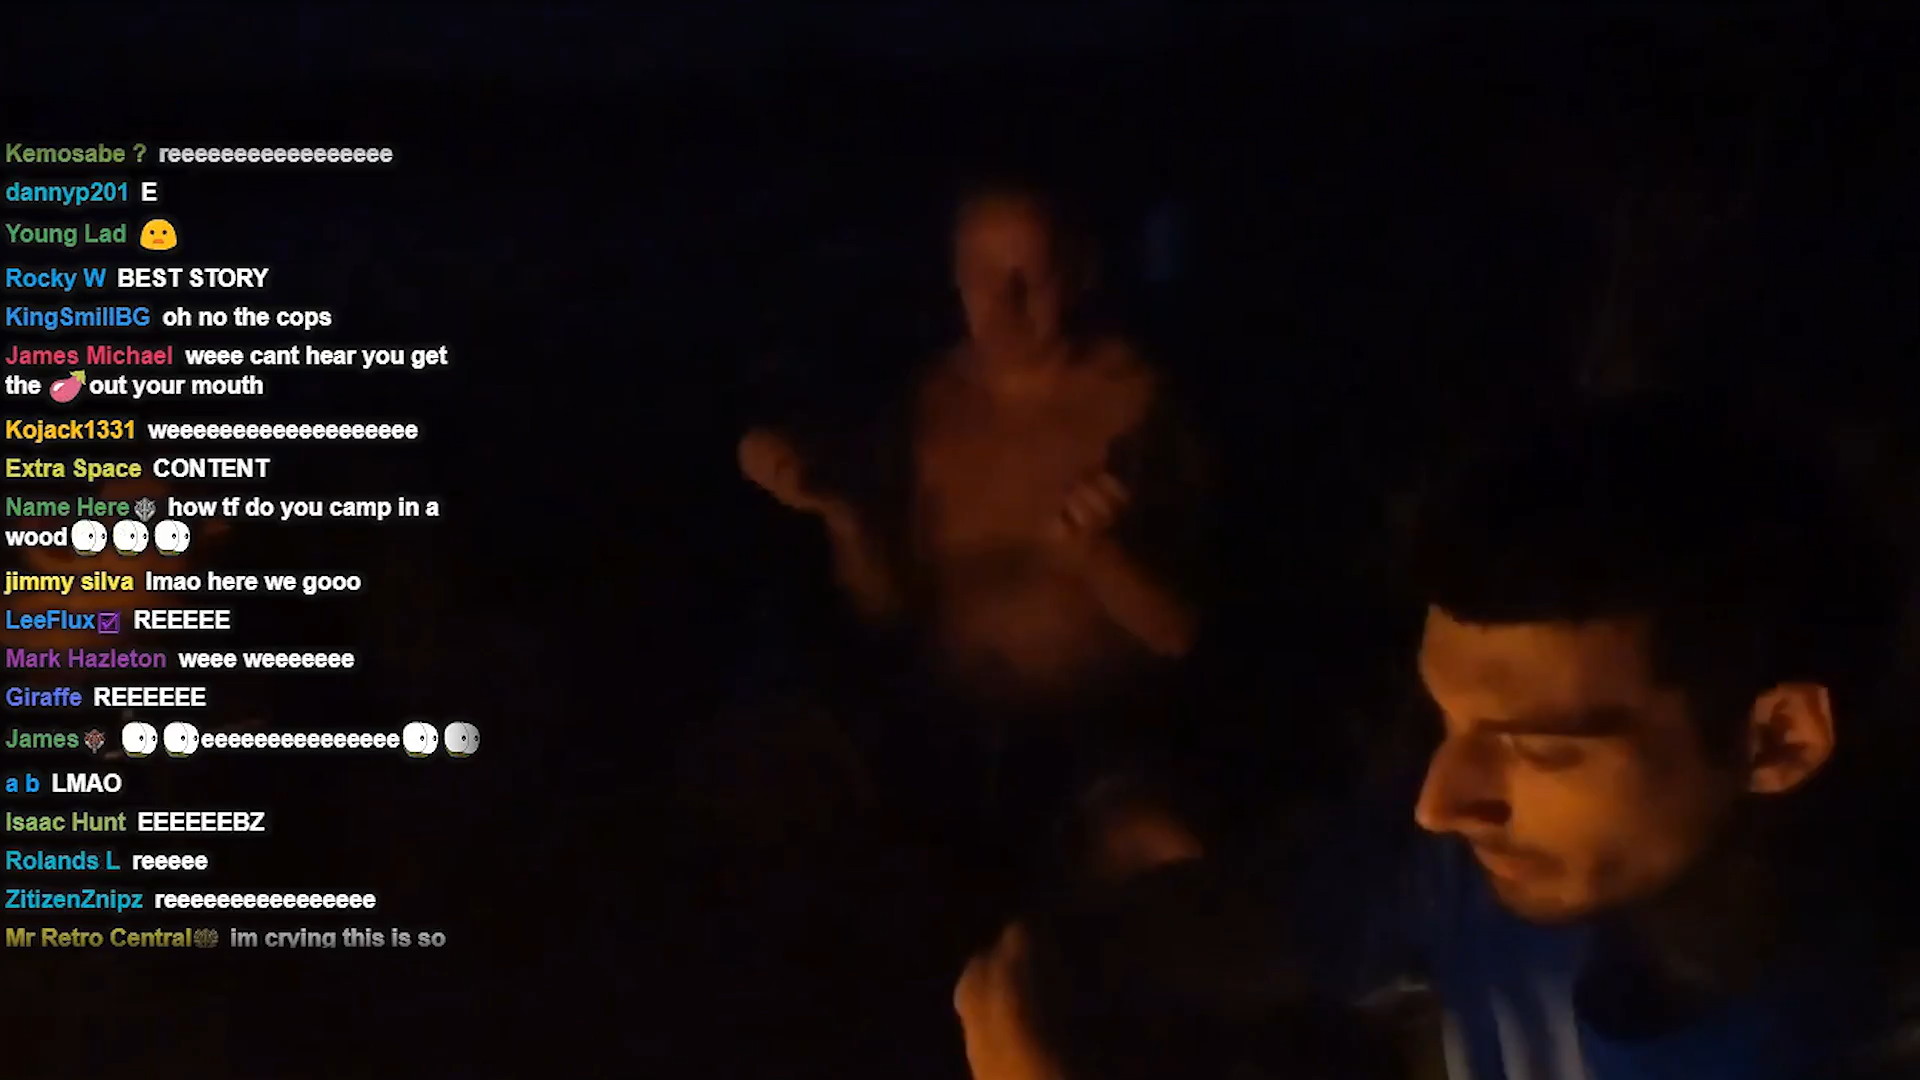 Kemosabe ? reeeeeeeeeeeeeeeee
dannyp201 E
Young Lad
Rocky W BEST STORY
KingSmillBG oh no the cops
James Michael weee cant hear you get
the out your mouth
Kojack1331 weeeeeeeeeeeeeeeeeee
Extra Space CONTENT
Name Here how tf do you camp in a
wood
jimmy silva lmao here we gooo
LeeFlux REEEEE
Mark Hazleton weee weeeeeee
Giraffe REEEEEE
James eeeeeeeeeeeeeee
a b LMAO
Isaac Hunt EEEEEEBZ
Rolands L reeeee
ZitizenZnipz reeeeeeeeeeeeeeee
Mr Retro Central im crying this is so